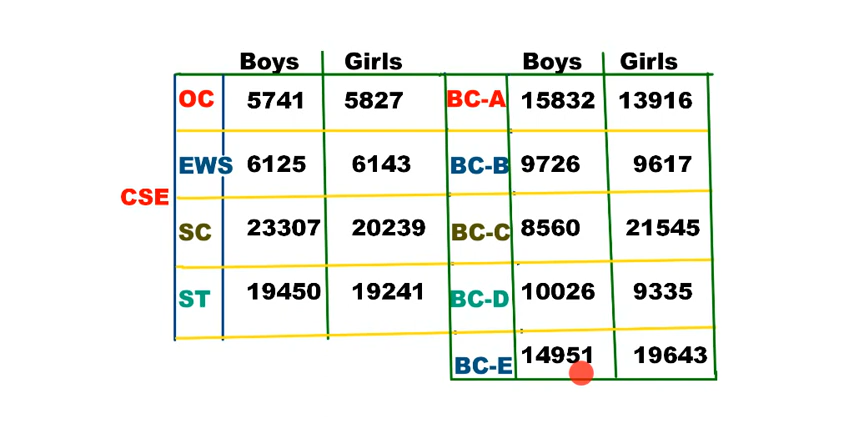 Boys Girls Boys Girls
OC 5741 5827 BC-A 15832 13916
EWS 6125 6143 BC-B 9726 9617
CSE
SC 23307 20239 BC-C 8560 21545
ST 19450 19241 BC-D 10026 9335
BC-E 14951 19643